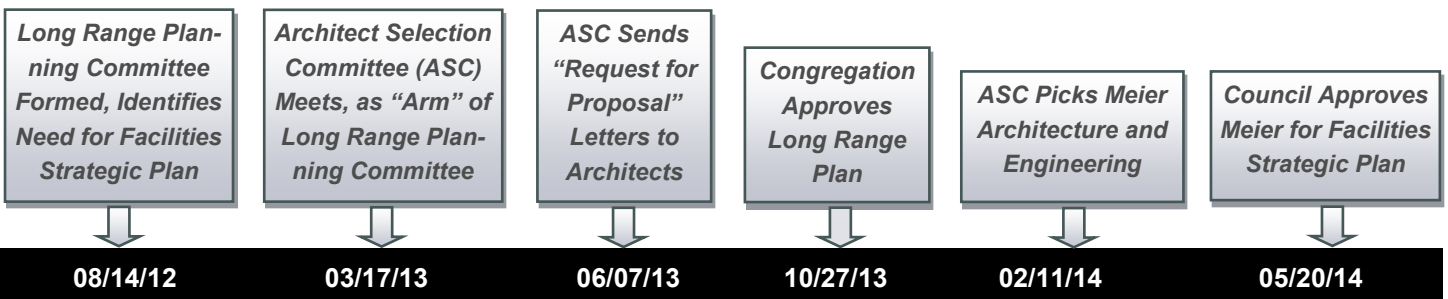 Long Range Plan-
ning Committee
Formed, Identifies
Need for Facilities
Strategic Plan
Architect Selection
Committee (ASC)
Meets, as “Arm” of
Long Range Plan-
ning Committee
ASC Sends
“Request for
Proposal”
Letters to
Architects
Congregation
Approves
Long Range
Plan
ASC Picks Meier
Architecture and
Engineering
Council Approves
Meier for Facilities
Strategic Plan
08/14/12 03/17/13 06/07/13 10/27/13 02/11/14 05/20/14